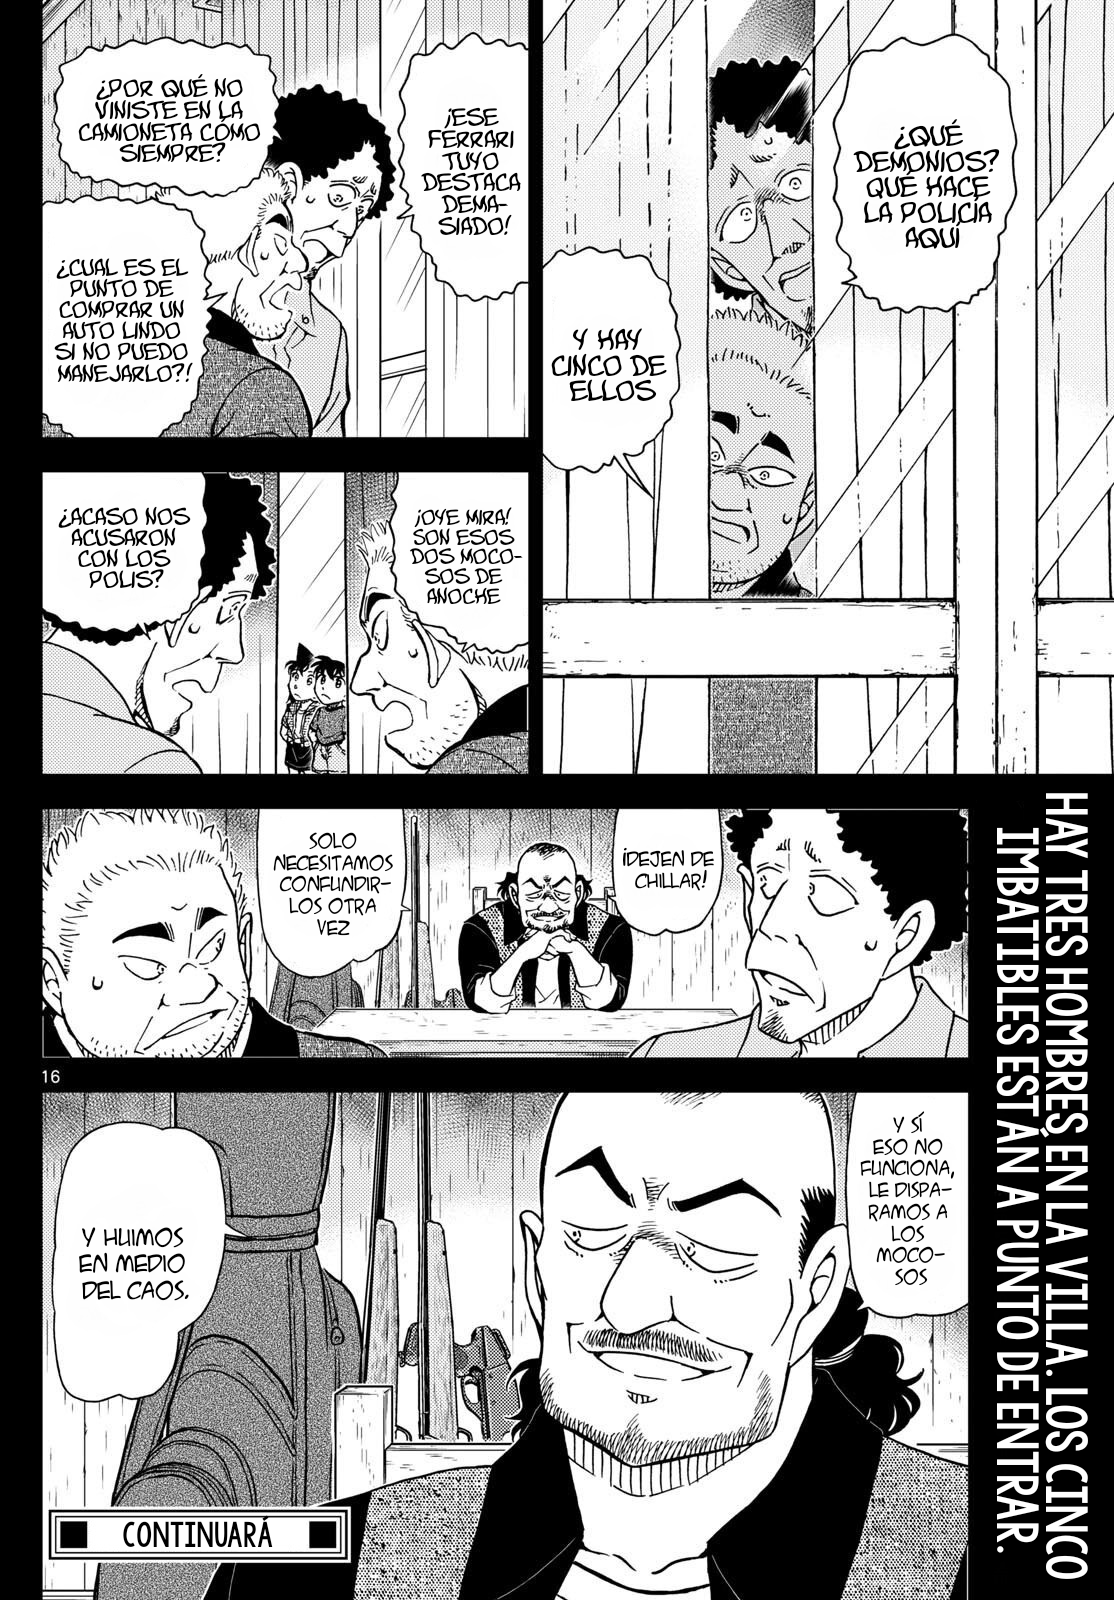 ¿QUÉ
DEMONIOS?
QUÉ HACE
LA POLICÍA
AQUÍ
Y HAY
CINCO DE
ELLOS
¡ESE
FERRARI
TUYO
DESTACA
DEMA-
SIADO!
¿POR QUÉ NO
VINISTE EN LA
CAMIONETA CÓMO
SIEMPRE?
¿CUAL ES EL
PUNTO DE
COMPRAR UN
AUTO LINDO
SI NO PUEDO
MANEJARLO?!
¡OYE MIRA!
SON ESOS
DOS MOCO-
SOS DE
ANOCHE
¿ACASO NOS
ACUSARON
CON LOS
POLIS?
¡DEJEN DE
CHILLAR!
SOLO
NECESITAMOS
CONFUNDIR-
LOS OTRA
VEZ
16
Y SÍ
ESO NO
FUNCIONA,
LE DISPA-
RAMOS A
LOS
MOCO-
SOS
Y HUIMOS
EN MEDIO
DEL CAOS.
HAY TRES HOMBRES EN LA VILLA. LOS CINCO
IMBATIBLES ESTÁN A PUNTO DE ENTRAR.
CONTINUARÁ